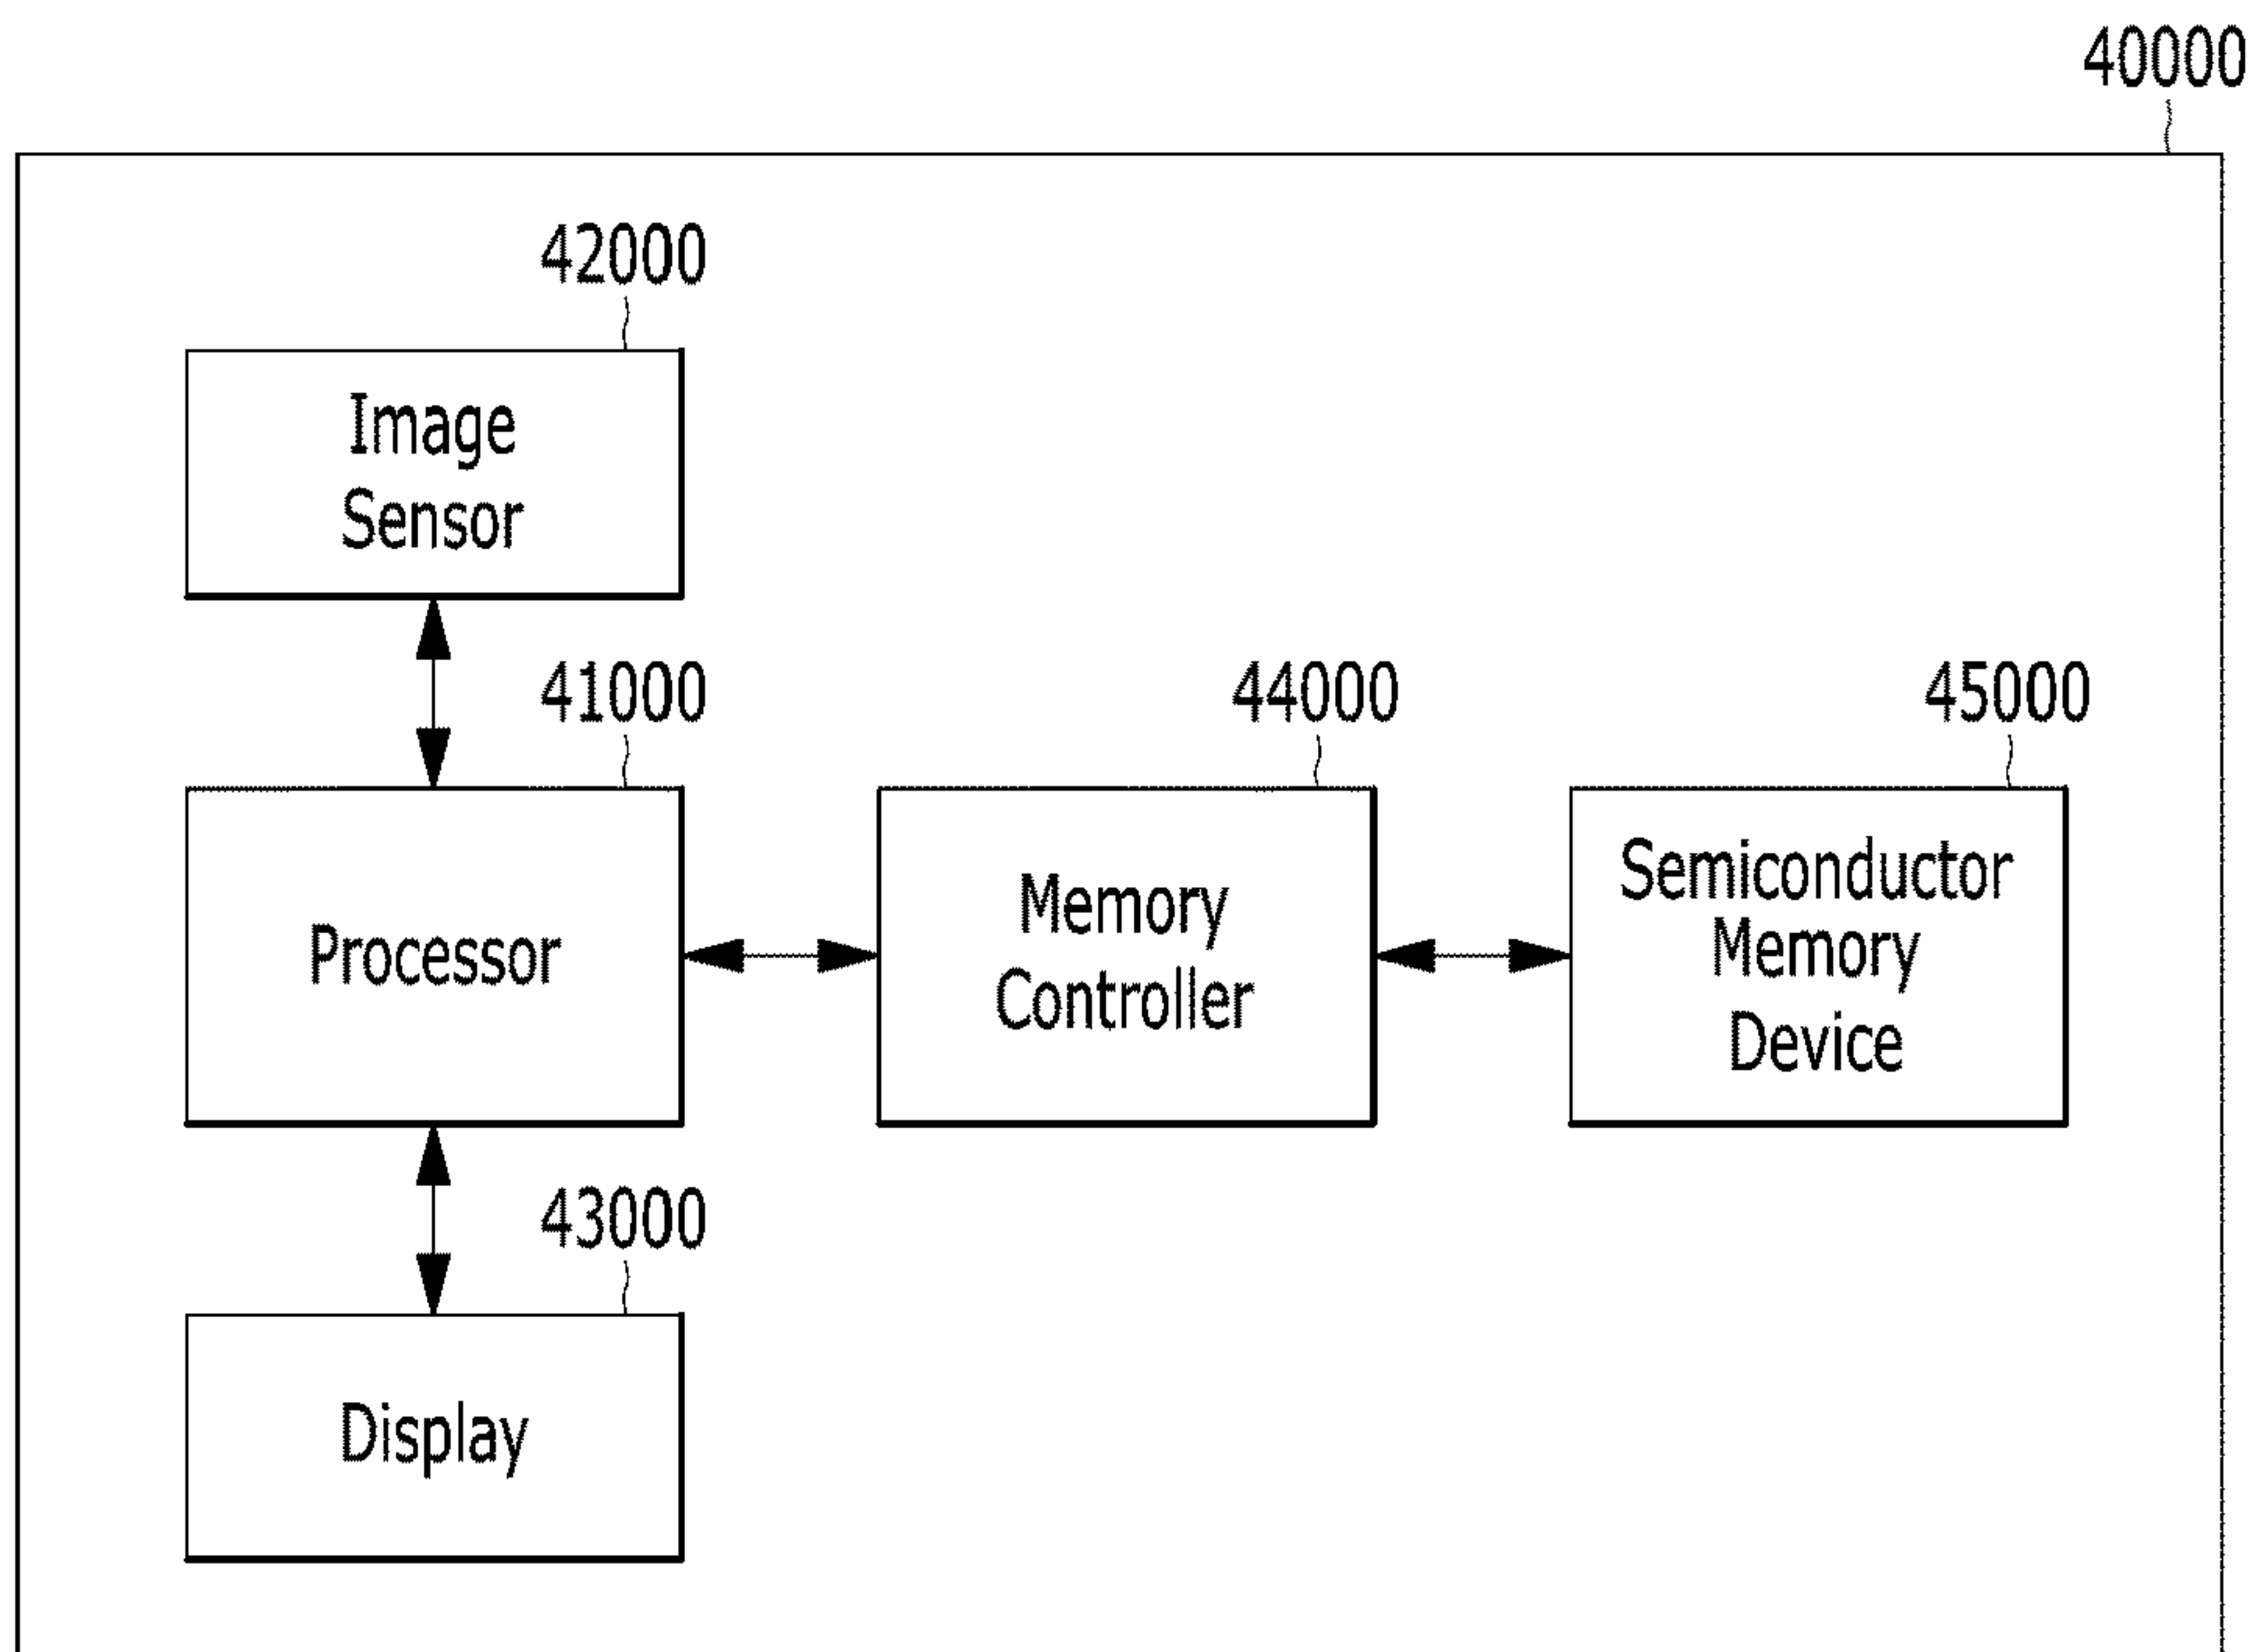 40000
42000
Image
Sensor
41000
Processor
44000
Memory
Controller
45000
Semiconductor
Memory
Device
43000
Display